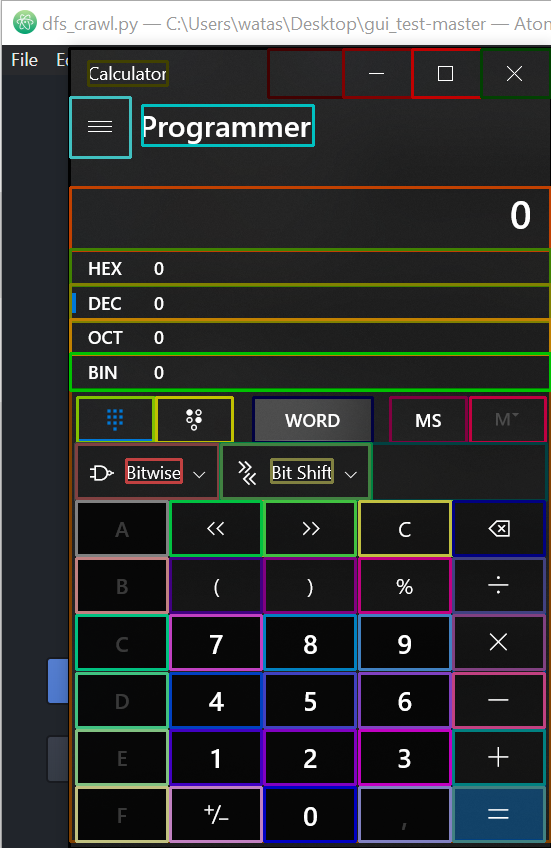 dfs_crawl.py — C:\Users\watas\Desktop\gui_test-master — Atom
File
Calculator
Programmer
0
HEX 0
DEC 0
OCT 0
BIN 0
WORD MS M
Bitwise Bit Shift
A << >> C
B ( ) % ÷
C 7 8 9 ×
D 4 5 6 −
E 1 2 3 +
F +/− 0 , =